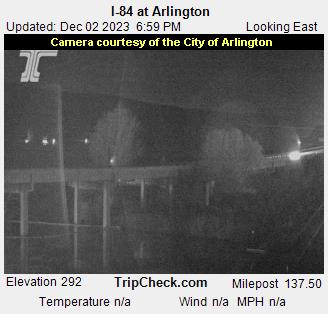 I-84 at Arlington
Updated: Dec 02 2023 6:59 PM Looking East
Camera courtesy of the City of Arlington
Elevation 292 TripCheck.com Milepost 137.50
Temperature n/a Wind n/a MPH n/a